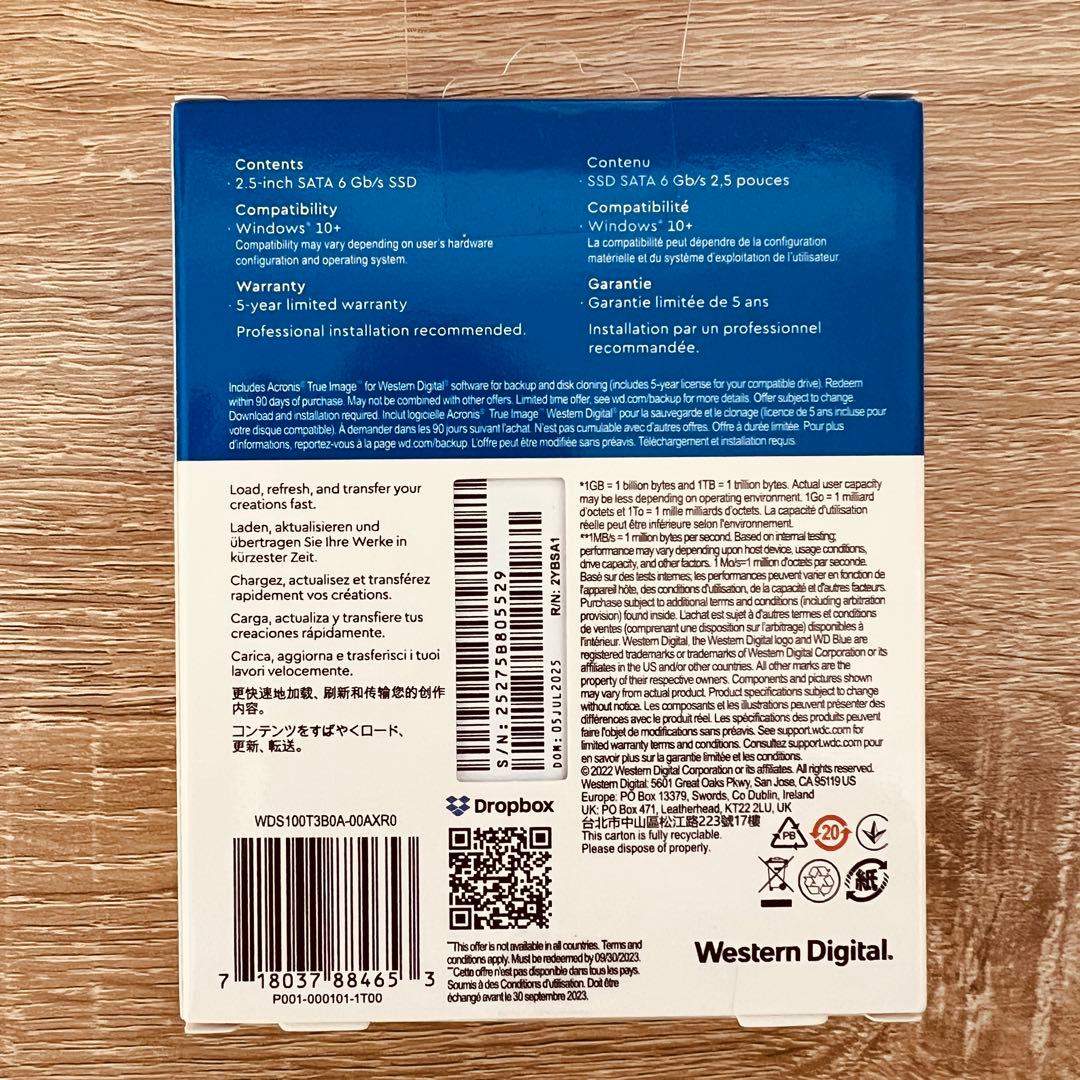 Contents
· 2.5-inch SATA 6 Gb/s SSD
Compatibility
· Windows® 10+
Compatibility may vary depending on user's hardware
configuration and operating system.
Warranty
· 5-year limited warranty
Professional installation recommended.
Contenu
· SSD SATA 6 Gb/s 2,5 pouces
Compatibilité
· Windows® 10+
La compatibilité peut dépendre de la configuration
matérielle et du système d'exploitation de l'utilisateur
Garantie
· Garantie limitée de 5 ans
Installation par un professionnel
recommandée.
Includes Acronis® True Image™ for Western Digital® software for backup and disk cloning (includes 5-year license for your compatible drive). Redeem
within 90 days of purchase. May not be combined with other offers. Limited time offer, see wd.com/backup for more details. Offer subject to change.
Download and installation required. Inclut logicielle Acronis® True Image™ Western Digital® pour la sauvegarde et le clonage (licence de 5 ans incluse pour
votre disque compatible). À demander dans les 90 jours suivant l'achat. N'est pas cumulable avec d'autres offres. Offre à durée limitée. Pour plus
d'informations, reportez-vous à la page wd.com/backup. L'offre peut être modifiée sans préavis. Téléchargement et installation requis.
Load, refresh, and transfer your
creations fast.
Laden, aktualisieren und
übertragen Sie Ihre Werke in
kürzester Zeit.
Chargez, actualisez et transférez
rapidement vos créations.
Carga, actualiza y transfiere tus
creaciones rápidamente.
Carica, aggiorna e trasferisci i tuoi
lavori velocemente.
更快速地加载、刷新和传输您的创作
内容。
コンテンツをすばやくロード、
更新、転送。
S/N: 25275B805529
R/N: 2YBSA1
DOM: 05JUL2025
*1GB = 1 billion bytes and 1TB = 1 trillion bytes. Actual user capacity
may be less depending on operating environment. 1Go = 1 milliard
d'octets et 1To = 1 mille milliards d'octets. La capacité d'utilisation
réelle peut être inférieure selon l'environnement.
**1MB/s = 1 million bytes per second. Based on internal testing;
performance may vary depending upon host device, usage conditions,
drive capacity, and other factors. 1 Mo/s=1 million d'octets par seconde.
Basé sur des tests internes; les performances peuvent varier en fonction de
l'appareil hôte, des conditions d'utilisation, de la capacité et d'autres facteurs.
Purchase subject to additional terms and conditions (including arbitration
provision) found inside. L'achat est sujet à d'autres termes et conditions
de ventes (comprenant une disposition sur l'arbitrage) disponibles à
l'intérieur. Western Digital, the Western Digital logo and WD Blue are
registered trademarks or trademarks of Western Digital Corporation or its
affiliates in the US and/or other countries. All other marks are the
property of their respective owners. Components and pictures shown
may vary from actual product. Product specifications subject to change
without notice. Les composants et les illustrations peuvent présenter des
différences avec le produit réel. Les spécifications des produits peuvent
faire l'objet de modifications sans préavis. See support.wdc.com for
limited warranty terms and conditions. Consultez support.wdc.com pour
en savoir plus sur la garantie limitée et les conditions.
© 2022 Western Digital Corporation or its affiliates. All rights reserved.
Western Digital: 5601 Great Oaks Pkwy, San Jose, CA 95119 US
Europe: PO Box 13379, Swords, Co Dublin, Ireland
UK: PO Box 471, Leatherhead, KT22 2LU, UK
台北市中山區松江路223號17樓
This carton is fully recyclable.
Please dispose of properly.
PB
20
紙
Dropbox
WDS100T3B0A-00AXR0
7 18037 88465 3
P001-000101-1T00
***This offer is not available in all countries. Terms and
conditions apply. Must be redeemed by 09/30/2023.
***Cette offre n'est pas disponible dans tous les pays.
Soumis à des Conditions d'utilisation. Doit être
échangé avant le 30 septembre 2023.
Western Digital.